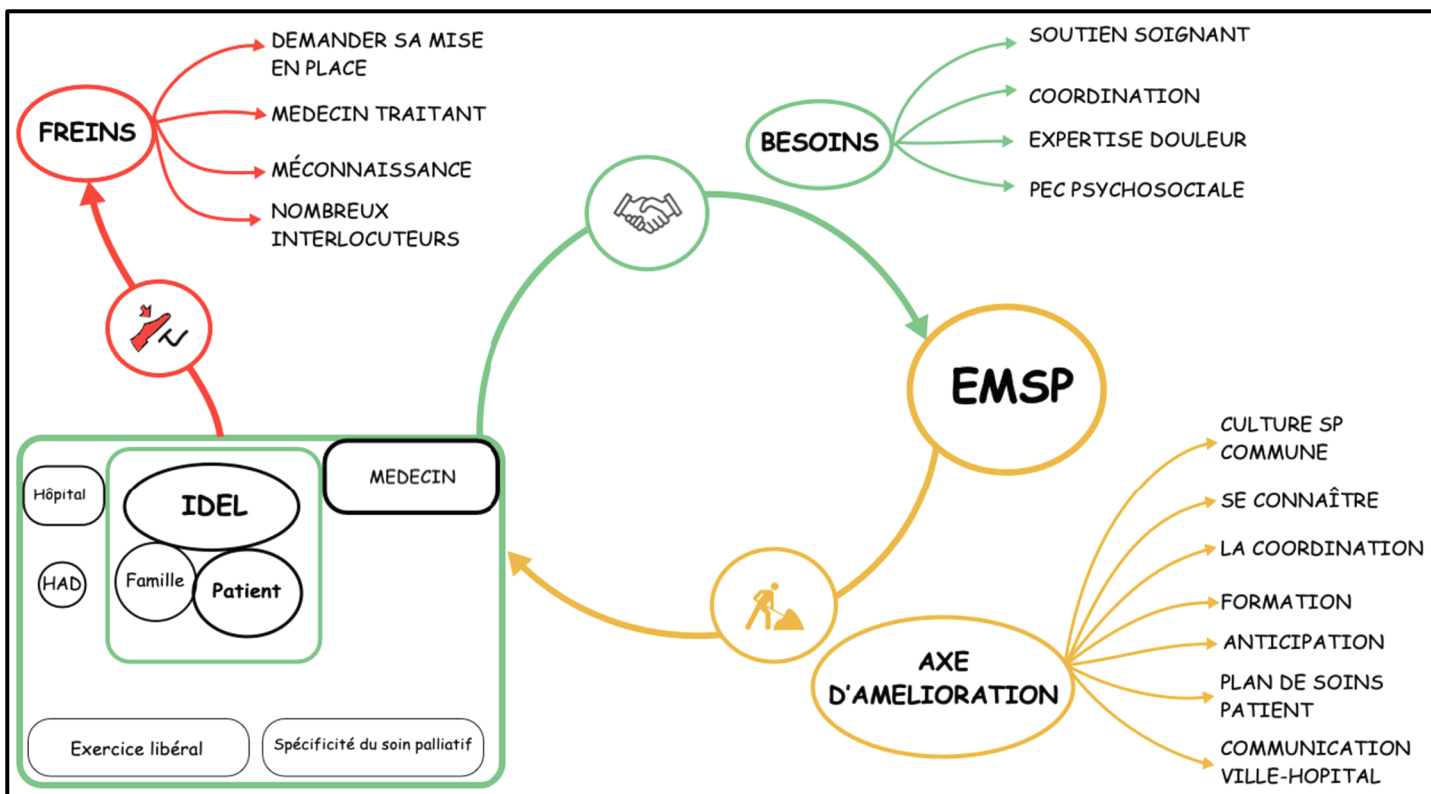 FREINS
DEMANDER SA MISE
EN PLACE
MEDECIN TRAITANT
MÉCONNAISSANCE
NOMBREUX
INTERLOCUTEURS
BESOINS
SOUTIEN SOIGNANT
COORDINATION
EXPERTISE DOULEUR
PEC PSYCHOSOCIALE
EMSP
Hôpital
HAD
IDEL
Famille
Patient
MEDECIN
Exercice libéral
Spécificité du soin palliatif
AXE
D'AMELIORATION
CULTURE SP
COMMUNE
SE CONNAÎTRE
LA COORDINATION
FORMATION
ANTICIPATION
PLAN DE SOINS
PATIENT
COMMUNICATION
VILLE-HOPITAL